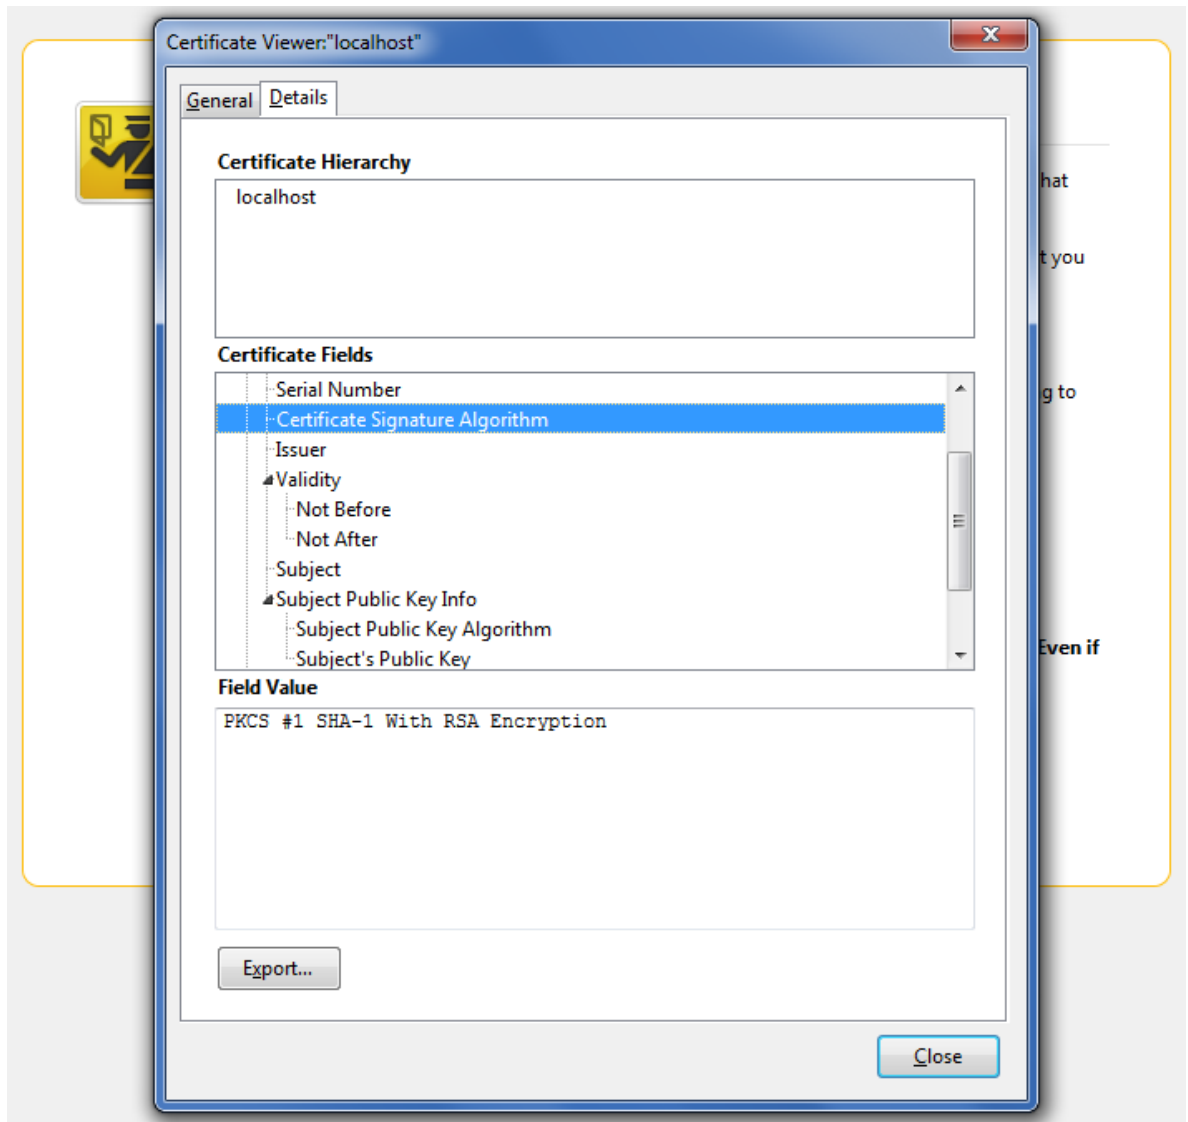 Certificate Viewer:"localhost"
General
Details
Certificate Hierarchy
localhost
Certificate Fields
Serial Number
Certificate Signature Algorithm
Issuer
Validity
Not Before
Not After
Subject
Subject Public Key Info
Subject Public Key Algorithm
Subject's Public Key
Field Value
PKCS #1 SHA-1 With RSA Encryption
Export...
Close
hat
t you
g to
Even if